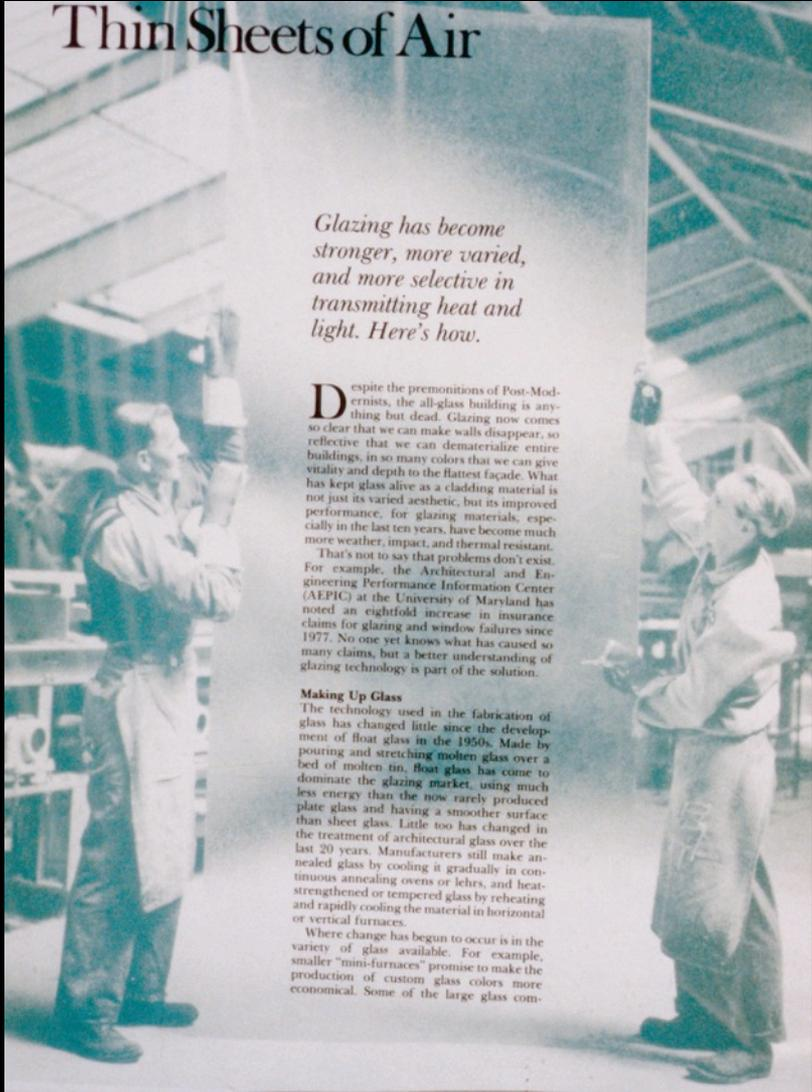 Thin Sheets of Air
Glazing has become
stronger, more varied,
and more selective in
transmitting heat and
light. Here's how.
Despite the premonitions of Post-Mod-
ernists, the all-glass building is any-
thing but dead. Glazing now comes
so clear that we can make walls disappear, so
reflective that we can dematerialize entire
buildings, in so many colors that we can give
vitality and depth to the flattest façade. What
has kept glass alive as a cladding material is
not just its varied aesthetic, but its improved
performance, for glazing materials, espe-
cially in the last ten years, have become much
more weather, impact, and thermal resistant.
That's not to say that problems don't exist.
For example, the Architectural and En-
gineering Performance Information Center
(AEPIC) at the University of Maryland has
noted an eightfold increase in insurance
claims for glazing and window failures since
1977. No one yet knows what has caused so
many claims, but a better understanding of
glazing technology is part of the solution.
Making Up Glass
The technology used in the fabrication of
glass has changed little since the develop-
ment of float glass in the 1950s. Made by
pouring and stretching molten glass over a
bed of molten tin, float glass has come to
dominate the glazing market, using much
less energy than the now rarely produced
plate glass and having a smoother surface
than sheet glass. Little too has changed in
the treatment of architectural glass over the
last 20 years. Manufacturers still make an-
nealed glass by cooling it gradually in con-
tinuous annealing ovens or lehrs, and heat-
strengthened or tempered glass by reheating
and rapidly cooling the material in horizontal
or vertical furnaces.
Where change has begun to occur is in the
variety of glass available. For example,
smaller "mini-furnaces" promise to make the
production of custom glass colors more
economical. Some of the large glass com-